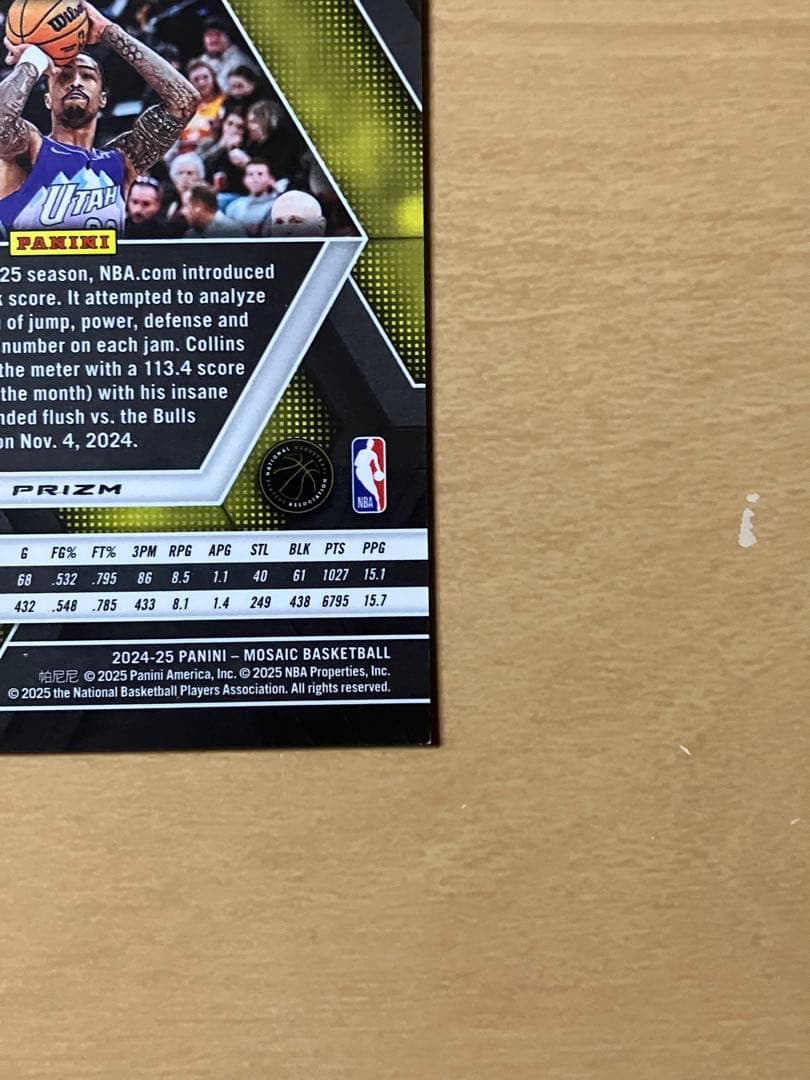 Wilson
UTAH
PANINI
25 season, NBA.com introduced
score. It attempted to analyze
of jump, power, defense and
number on each jam. Collins
the meter with a 113.4 score
the month) with his insane
nded flush vs. the Bulls
on Nov. 4, 2024.
PRIZM
NATIONAL BASKETBALL PLAYERS ASSOCIATION
NBA
G FG% FT% 3PM RPG APG STL BLK PTS PPG
68 .532 .795 86 8.5 1.1 40 61 1027 15.1
432 .548 .785 433 8.1 1.4 249 438 6795 15.7
2024-25 PANINI – MOSAIC BASKETBALL
帕尼尼 © 2025 Panini America, Inc. © 2025 NBA Properties, Inc.
© 2025 the National Basketball Players Association. All rights reserved.